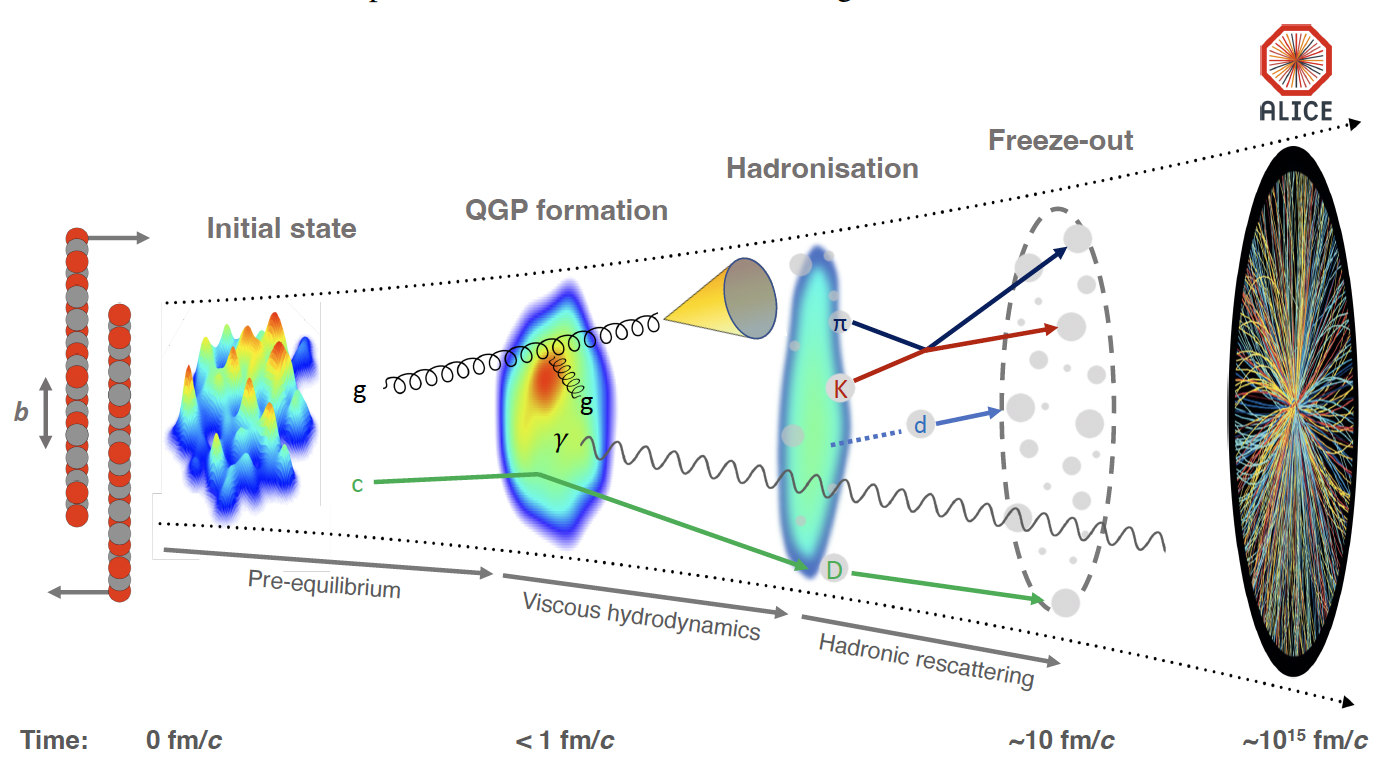 ALICE
Freeze-out
Hadronisation
QGP formation
Initial state
b
g
g
γ
c
π
K
d
D
Pre-equilibrium
Viscous hydrodynamics
Hadronic rescattering
Time: 0 fm/c < 1 fm/c ~10 fm/c ~10¹⁵ fm/c